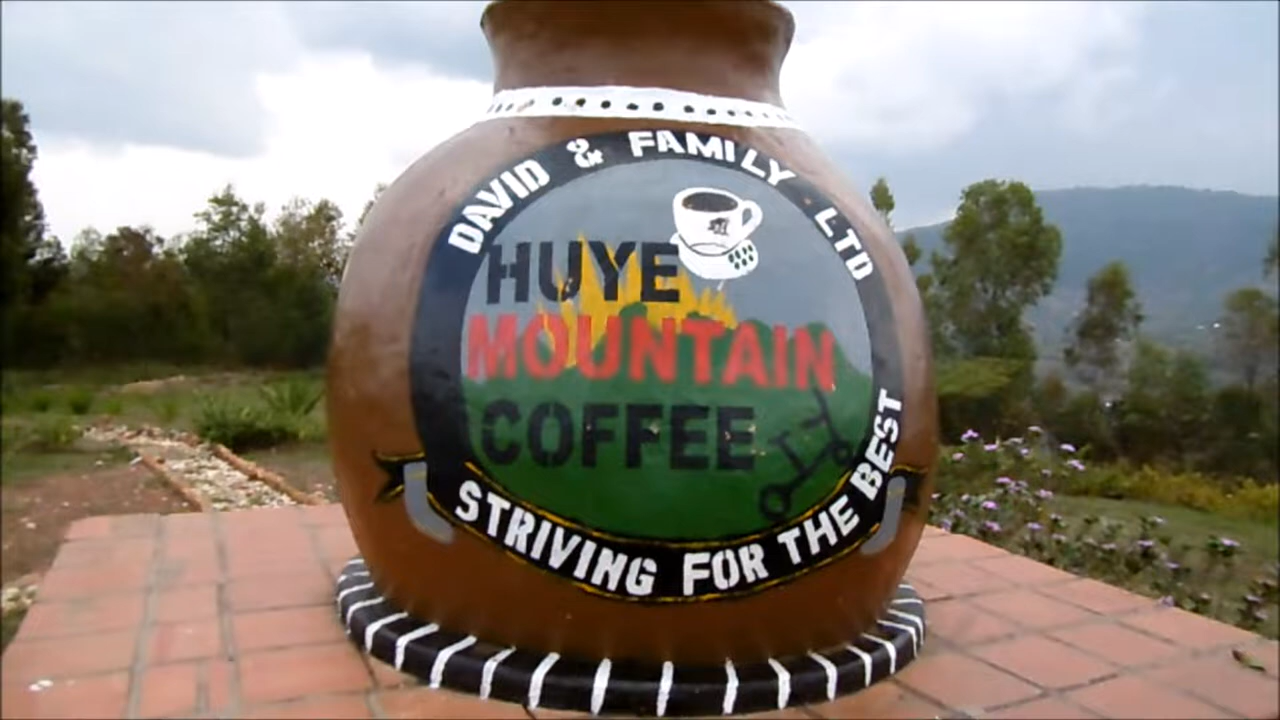 DAVID & FAMILY LTD
HUYE
MOUNTAIN
COFFEE
STRIVING FOR THE BEST